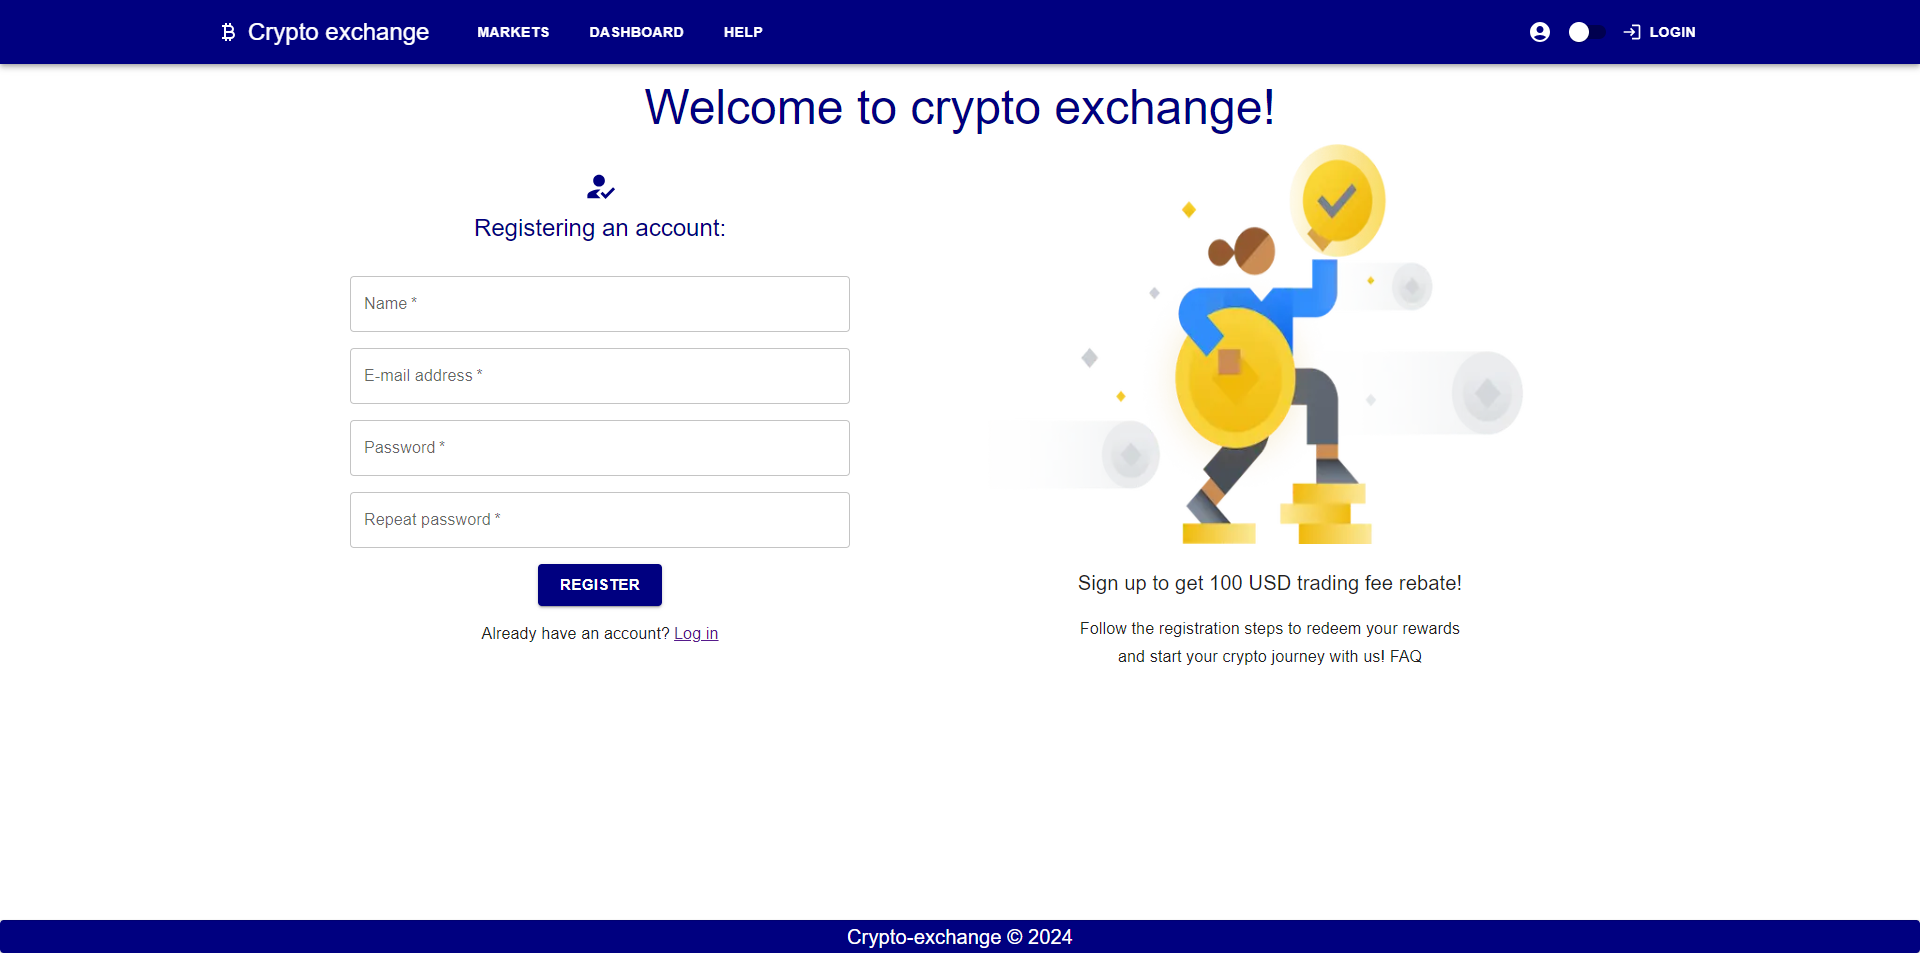 Crypto exchange MARKETS DASHBOARD HELP LOGIN
Welcome to crypto exchange!
Registering an account:
Name *
E-mail address *
Password *
Repeat password *
REGISTER
Already have an account? Log in
Sign up to get 100 USD trading fee rebate!
Follow the registration steps to redeem your rewards
and start your crypto journey with us! FAQ
Crypto-exchange © 2024